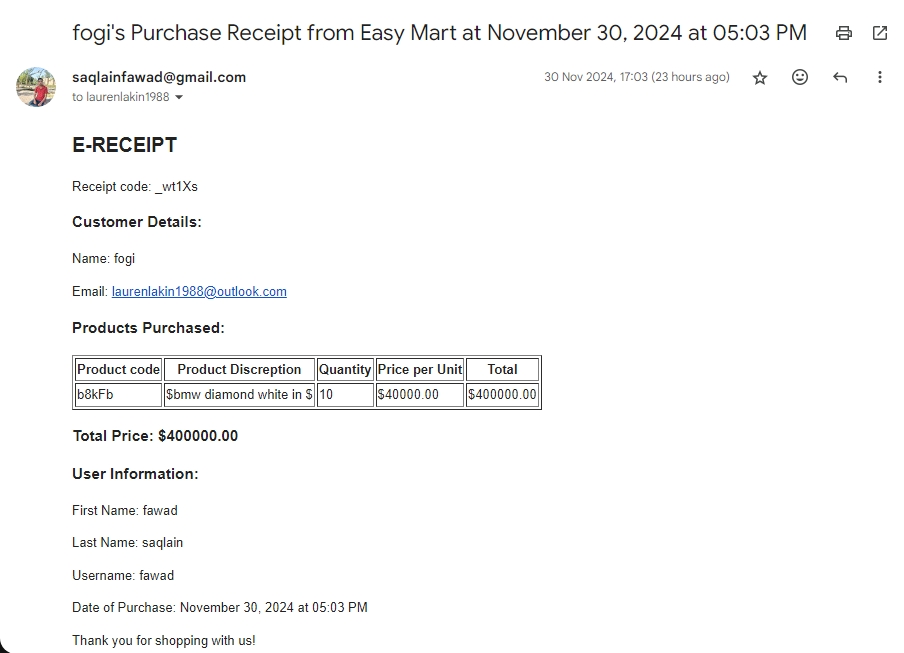 fogi's Purchase Receipt from Easy Mart at November 30, 2024 at 05:03 PM
saqlainfawad@gmail.com 30 Nov 2024, 17:03 (23 hours ago)
to laurenlakin1988
E-RECEIPT
Receipt code: _wt1Xs
Customer Details:
Name: fogi
Email: laurenlakin1988@outlook.com
Products Purchased:
Product code Product Discreption Quantity Price per Unit Total
b8kFb $bmw diamond white in $ 10 $40000.00 $400000.00
Total Price: $400000.00
User Information:
First Name: fawad
Last Name: saqlain
Username: fawad
Date of Purchase: November 30, 2024 at 05:03 PM
Thank you for shopping with us!